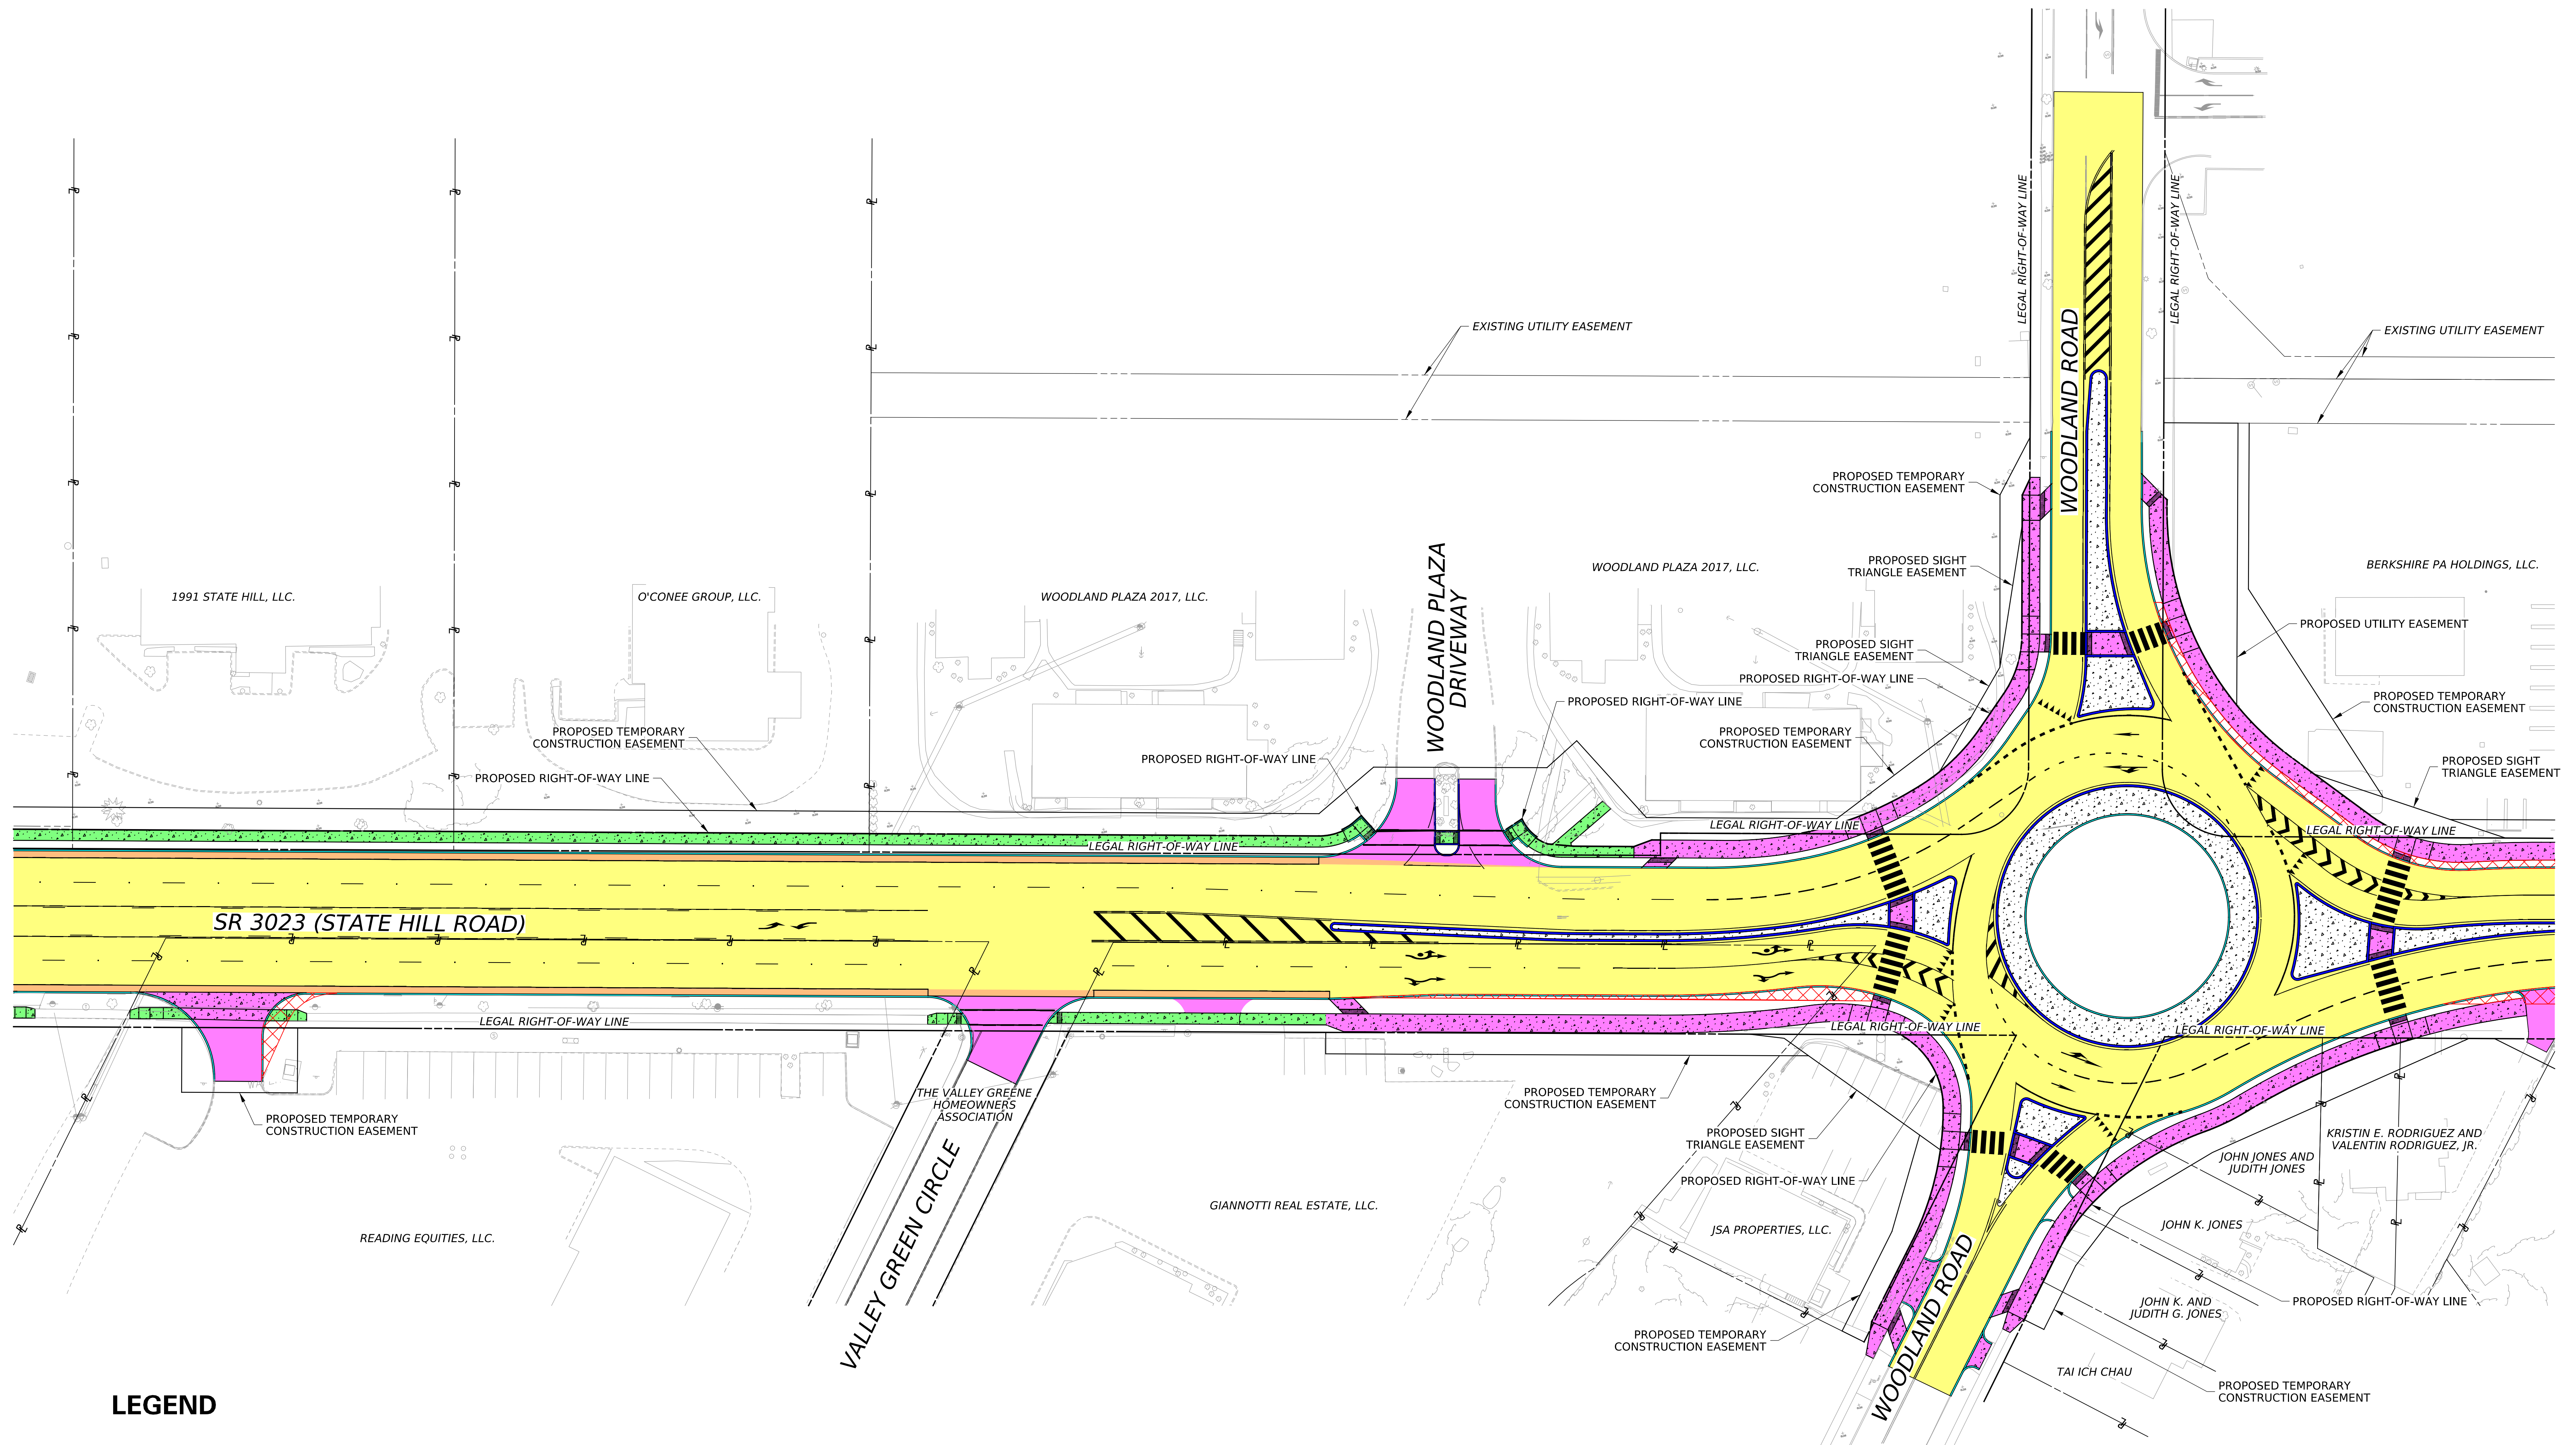 LEGAL RIGHT-OF-WAY LINE
LEGAL RIGHT-OF-WAY LINE
EXISTING UTILITY EASEMENT
EXISTING UTILITY EASEMENT
WOODLAND ROAD
PROPOSED TEMPORARY
CONSTRUCTION EASEMENT
WOODLAND PLAZA
DRIVEWAY
PROPOSED SIGHT
TRIANGLE EASEMENT
WOODLAND PLAZA 2017, LLC.
BERKSHIRE PA HOLDINGS, LLC.
1991 STATE HILL, LLC.
O'CONEE GROUP, LLC.
WOODLAND PLAZA 2017, LLC.
PROPOSED UTILITY EASEMENT
PROPOSED SIGHT
TRIANGLE EASEMENT
PROPOSED RIGHT-OF-WAY LINE
PROPOSED RIGHT-OF-WAY LINE
PROPOSED TEMPORARY
CONSTRUCTION EASEMENT
PROPOSED TEMPORARY
CONSTRUCTION EASEMENT
PROPOSED TEMPORARY
CONSTRUCTION EASEMENT
PROPOSED RIGHT-OF-WAY LINE
PROPOSED SIGHT
TRIANGLE EASEMENT
PROPOSED RIGHT-OF-WAY LINE
LEGAL RIGHT-OF-WAY LINE
LEGAL RIGHT-OF-WAY LINE
LEGAL RIGHT-OF-WAY LINE
SR 3023 (STATE HILL ROAD)
LEGAL RIGHT-OF-WAY LINE
LEGAL RIGHT-OF-WAY LINE
LEGAL RIGHT-OF-WAY LINE
PROPOSED TEMPORARY
CONSTRUCTION EASEMENT
THE VALLEY GREENE
HOMEOWNERS
ASSOCIATION
PROPOSED TEMPORARY
CONSTRUCTION EASEMENT
PROPOSED SIGHT
TRIANGLE EASEMENT
KRISTIN E. RODRIGUEZ AND
VALENTIN RODRIGUEZ, JR.
JOHN JONES AND
JUDITH JONES
PROPOSED RIGHT-OF-WAY LINE
GIANNOTTI REAL ESTATE, LLC.
JSA PROPERTIES, LLC.
JOHN K. JONES
READING EQUITIES, LLC.
VALLEY GREEN CIRCLE
WOODLAND ROAD
JOHN K. AND
JUDITH G. JONES
PROPOSED RIGHT-OF-WAY LINE
PROPOSED TEMPORARY
CONSTRUCTION EASEMENT
TAI ICH CHAU
PROPOSED TEMPORARY
CONSTRUCTION EASEMENT
LEGEND